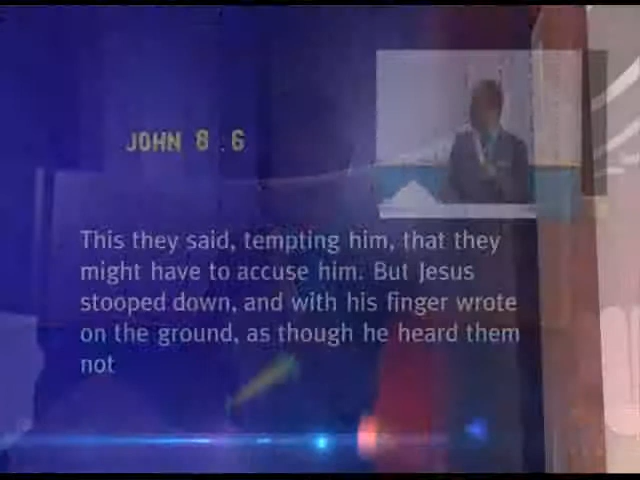 JOHN 8 . 6
This they said, tempting him, that they
might have to accuse him. But Jesus
stooped down, and with his finger wrote
on the ground, as though he heard them
not